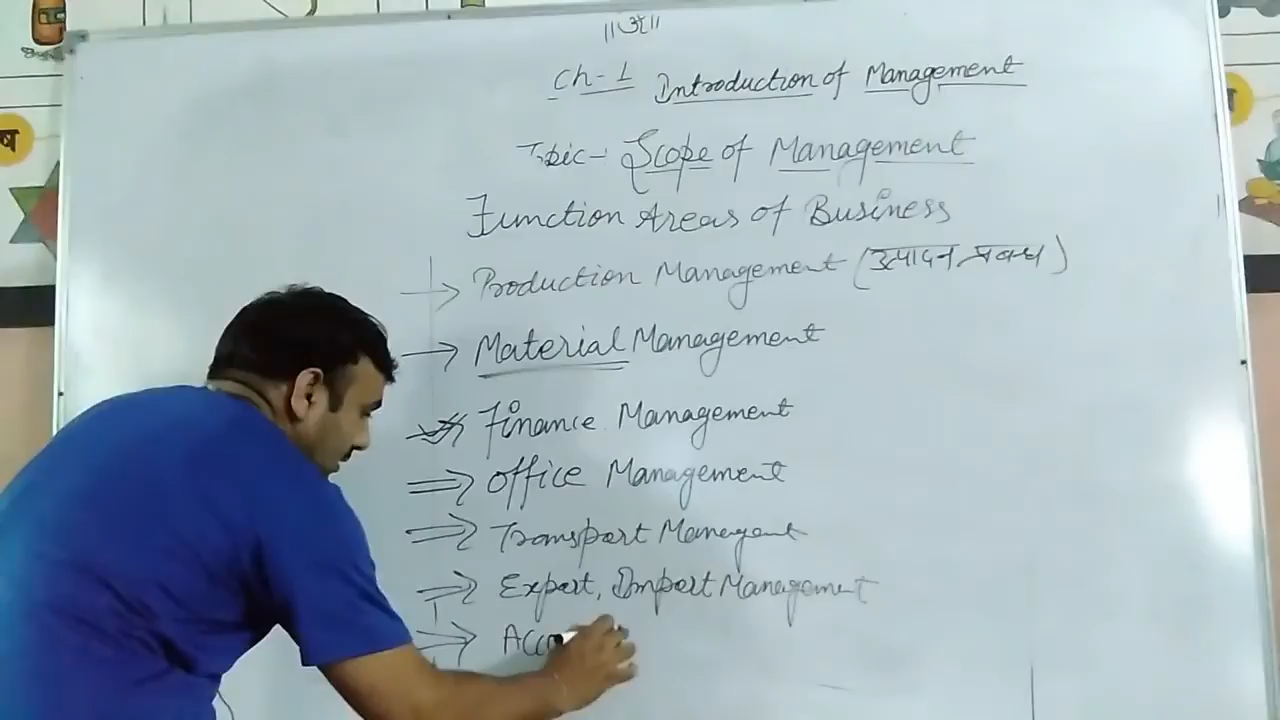 ॥ॐ॥
Ch-1 Introduction of Management
Topic- Scope of Management
Function Areas of Business
→ Production Management (उत्पादन प्रबन्ध)
→ Material Management
Finance Management
⇒ Office Management
⇒ Transport Managent
⇒ Export, Import Management
⇒ Acc
ष